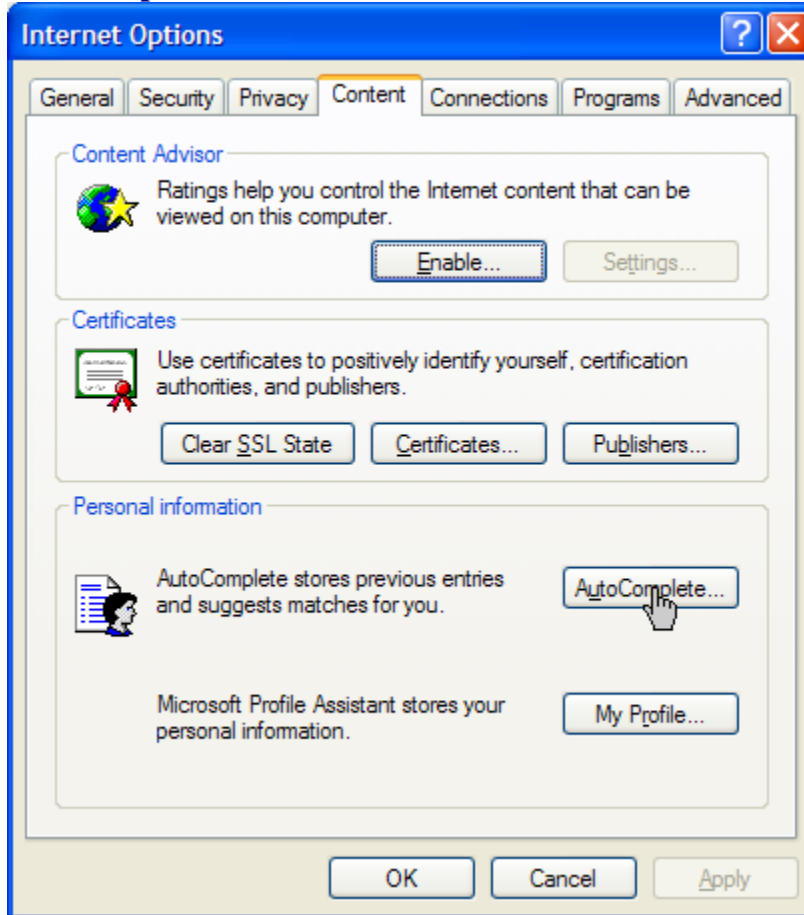 Internet Options
General Security Privacy Content Connections Programs Advanced
Content Advisor
Ratings help you control the Internet content that can be
viewed on this computer.
Enable... Settings...
Certificates
Use certificates to positively identify yourself, certification
authorities, and publishers.
Clear SSL State Certificates... Publishers...
Personal information
AutoComplete stores previous entries
and suggests matches for you.
AutoComplete...
Microsoft Profile Assistant stores your
personal information.
My Profile...
OK Cancel Apply